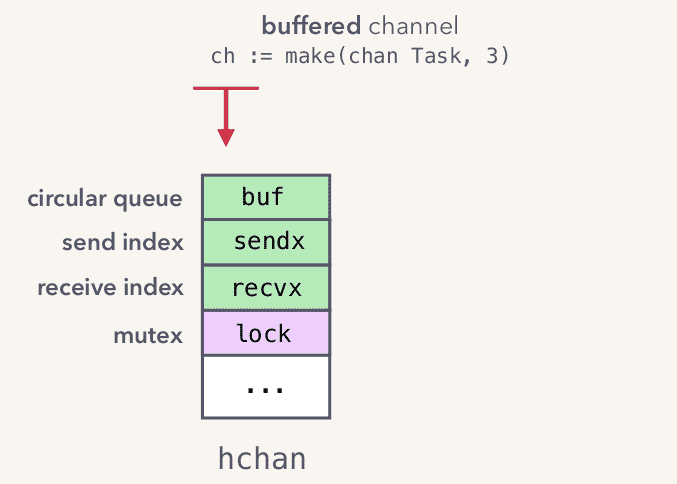 buffered channel
ch := make(chan Task, 3)
circular queue buf
send index sendx
receive index recvx
mutex lock
...
hchan